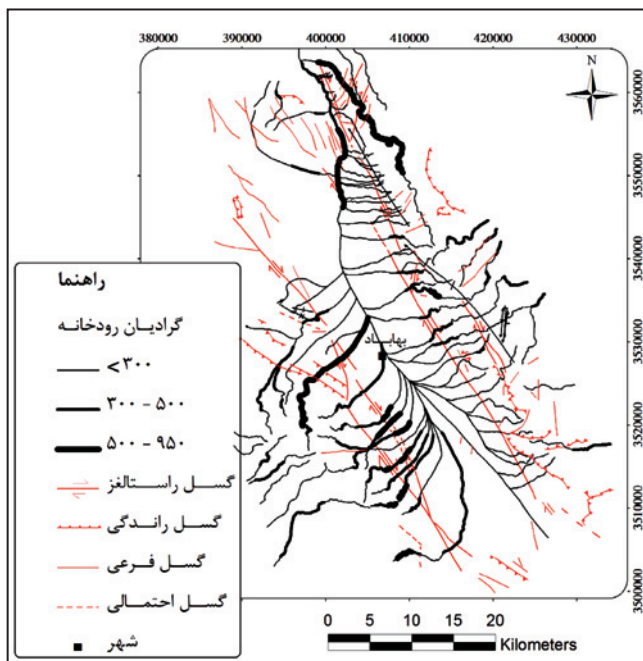 380000 390000 400000 410000 420000 430000
N
3560000
3550000
3540000
3530000
3520000
3510000
3500000
بهاباد
راهنما
گرادیان رودخانه
<۳۰۰
۳۰۰ - ۵۰۰
۵۰۰ - ۹۵۰
گسل راستالغز
گسل راندگی
گسل فرعی
گسل احتمالی
شهر
0 5 10 15 20
Kilometers